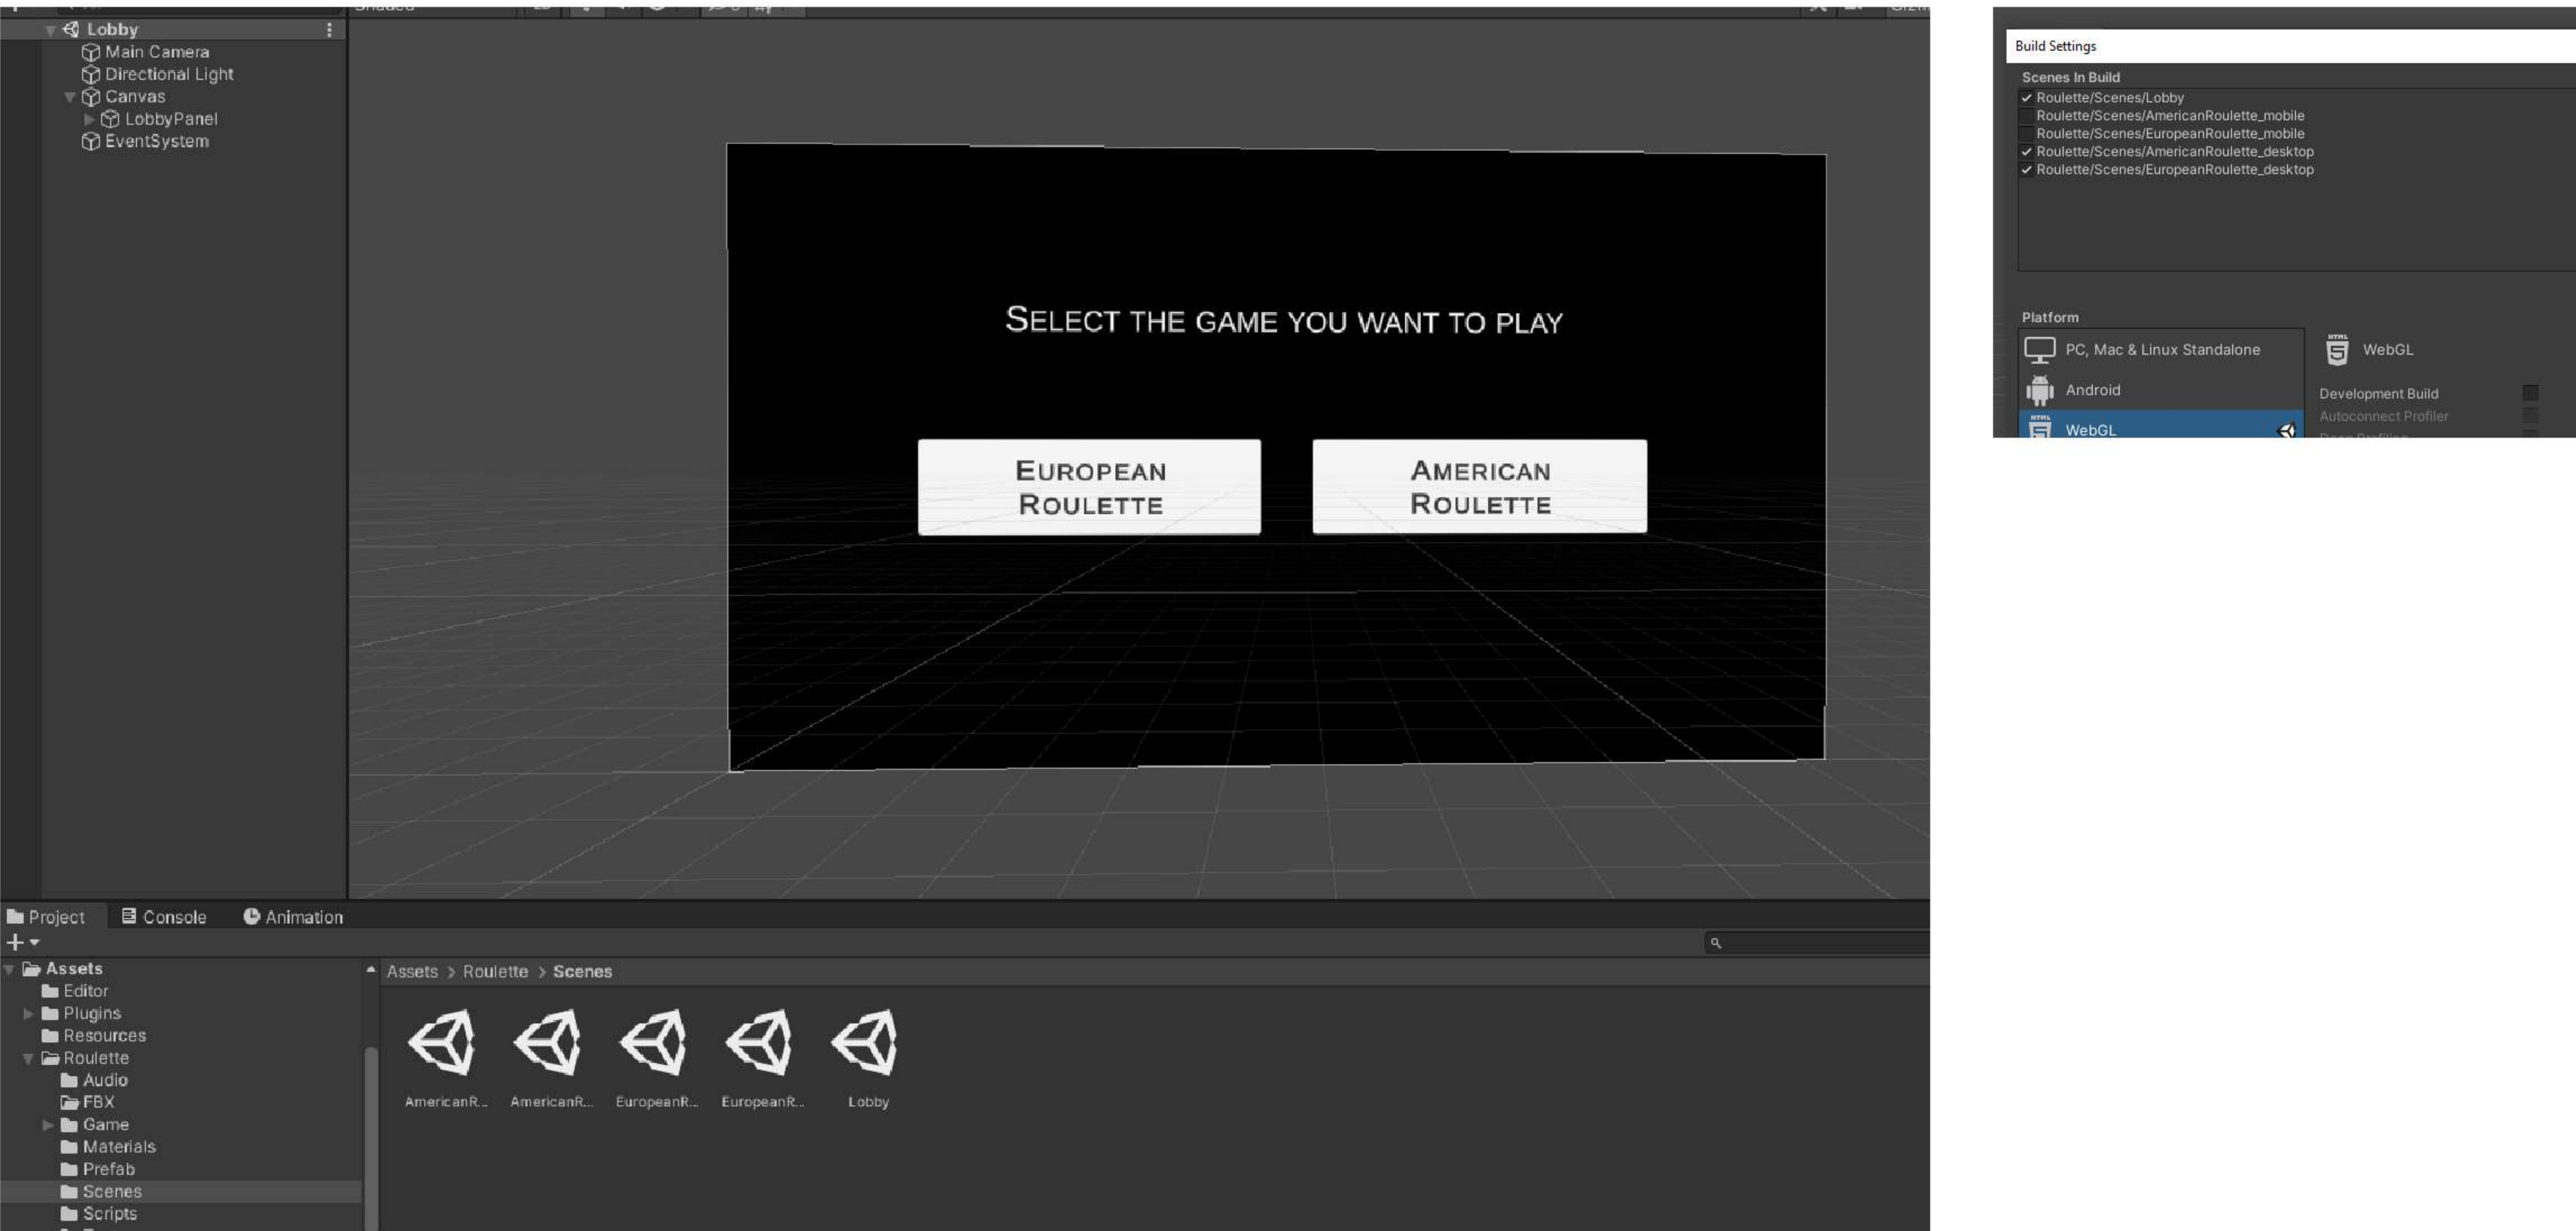 Lobby
Main Camera
Directional Light
Canvas
LobbyPanel
EventSystem
SELECT THE GAME YOU WANT TO PLAY
EUROPEAN
ROULETTE
AMERICAN
ROULETTE
Project
Console
Animation
Assets
Editor
Plugins
Resources
Roulette
Audio
FBX
Game
Materials
Prefab
Scenes
Scripts
Assets > Roulette > Scenes
AmericanR...
AmericanR...
EuropeanR...
EuropeanR...
Lobby
Build Settings
Scenes In Build
Roulette/Scenes/Lobby
Roulette/Scenes/AmericanRoulette_mobile
Roulette/Scenes/EuropeanRoulette_mobile
Roulette/Scenes/AmericanRoulette_desktop
Roulette/Scenes/EuropeanRoulette_desktop
Platform
PC, Mac & Linux Standalone
Android
WebGL
WebGL
Development Build
Autoconnect Profiler